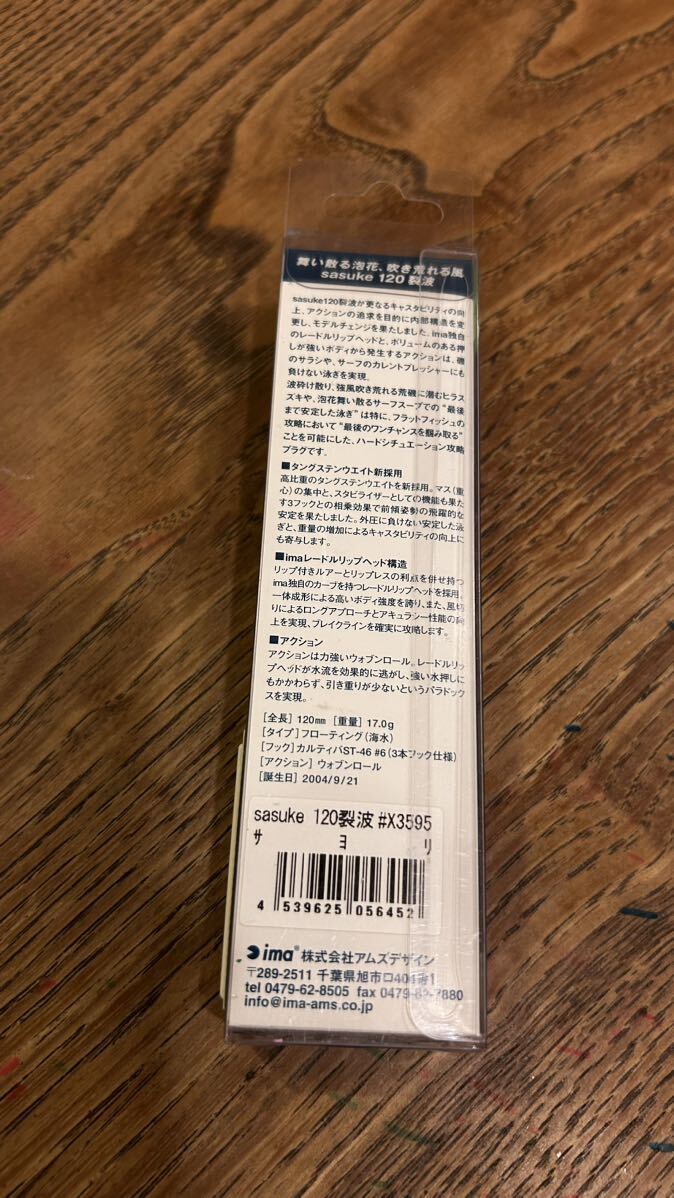 舞い散る泡花、吹き荒れる風
sasuke 120 裂波
sasuke120裂波が更なるキャスタビリティの向
上、アクションの追求を目的に内部構造を変
更し、モデルチェンジを果たしました。ima独自
のレードルリップヘッドと、ボリュームのある押
しが強いボディから発生するアクションは、磯
のサラシや、サーフのカレントプレッシャーにも
負けない泳ぎを実現。
波砕け散り、強風吹き荒れる荒磯に潜むヒラス
ズキや、泡花舞い散るサーフスープでの“最後
まで安定した泳ぎ”は特に、フラットフィッシュの
攻略において“最後のワンチャンスを掴み取る”
ことを可能にした、ハードシチュエーション攻略
プラグです。
■タングステンウエイト新採用
高比重のタングステンウエイトを新採用。マス(重
心)の集中と、スタビライザーとしての機能も果た
す3フックとの相乗効果で前傾姿勢の飛躍的な
安定を果たしました。外圧に負けない安定した泳
ぎと、重量の増加によるキャスタビリティの向上に
も寄与します。
■imaレードルリップヘッド構造
リップ付きルアーとリップレスの利点を併せ持つ
ima独自のカーブを持つレードルリップヘッドを採用。
一体成形による高いボディ強度を誇り、また、風切
りによるロングアプローチとアキュラシー性能の向
上を実現、ブレイクラインを確実に攻略します。
■アクション
アクションは力強いウォブンロール。レードルリッ
プヘッドが水流を効果的に逃がし、強い水押しに
もかかわらず、引き重りが少ないというパラドック
スを実現。
[全長] 120mm [重量] 17.0g
[タイプ] フローティング(海水)
[フック] カルティバST-46 #6(3本フック仕様)
[アクション] ウォブンロール
[誕生日] 2004/9/21
sasuke 120裂波 #X3595
サヨリ
4 539625 056452
ima® 株式会社アムズデザイン
〒289-2511 千葉県旭市ロ404番1
tel 0479-62-8505 fax 0479-62-7880
info@ima-ams.co.jp